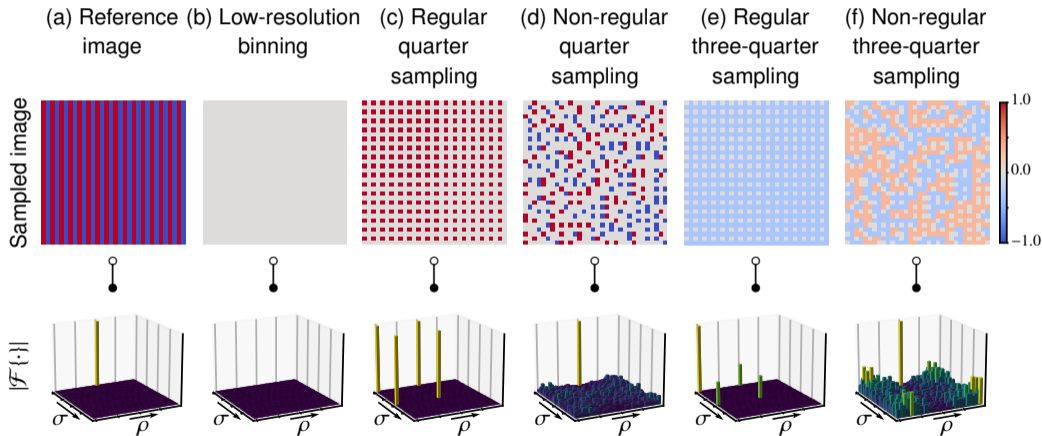 (a) Reference
image
(b) Low-resolution
binning
(c) Regular
quarter
sampling
(d) Non-regular
quarter
sampling
(e) Regular
three-quarter
sampling
(f) Non-regular
three-quarter
sampling
Sampled image
1.0
0.0
−1.0
|ℱ{·}|
σ
ρ
σ
ρ
σ
ρ
σ
ρ
σ
ρ
σ
ρ